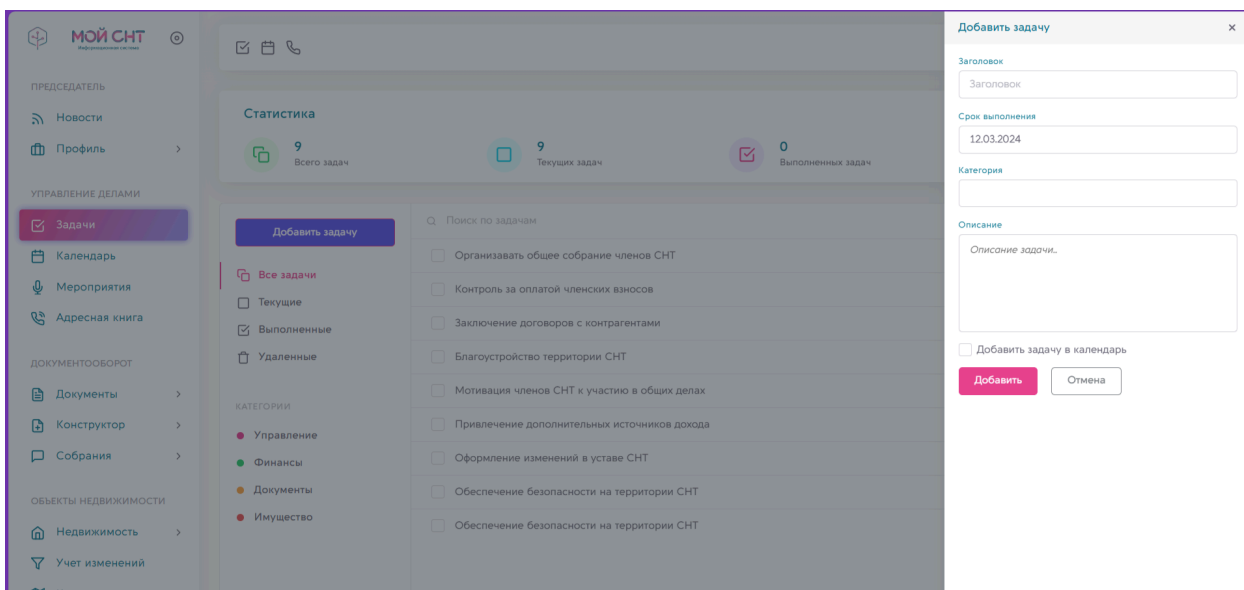 МОЙ СНТ
Информационная система
ПРЕДСЕДАТЕЛЬ
Новости
Профиль
УПРАВЛЕНИЕ ДЕЛАМИ
Задачи
Календарь
Мероприятия
Адресная книга
ДОКУМЕНТООБОРОТ
Документы
Конструктор
Собрания
ОБЪЕКТЫ НЕДВИЖИМОСТИ
Недвижимость
Учет изменений
Статистика
9
Всего задач
9
Текущих задач
0
Выполненных задач
Добавить задачу
Все задачи
Текущие
Выполненные
Удаленные
КАТЕГОРИИ
Управление
Финансы
Документы
Имущество
Поиск по задачам
Организавать общее собрание членов СНТ
Контроль за оплатой членских взносов
Заключение договоров с контрагентами
Благоустройство территории СНТ
Мотивация членов СНТ к участию в общих делах
Привлечение дополнительных источников дохода
Оформление изменений в уставе СНТ
Обеспечение безопасности на территории СНТ
Обеспечение безопасности на территории СНТ
Добавить задачу
Заголовок
Заголовок
Срок выполнения
12.03.2024
Категория
Описание
Описание задачи..
Добавить задачу в календарь
Добавить
Отмена